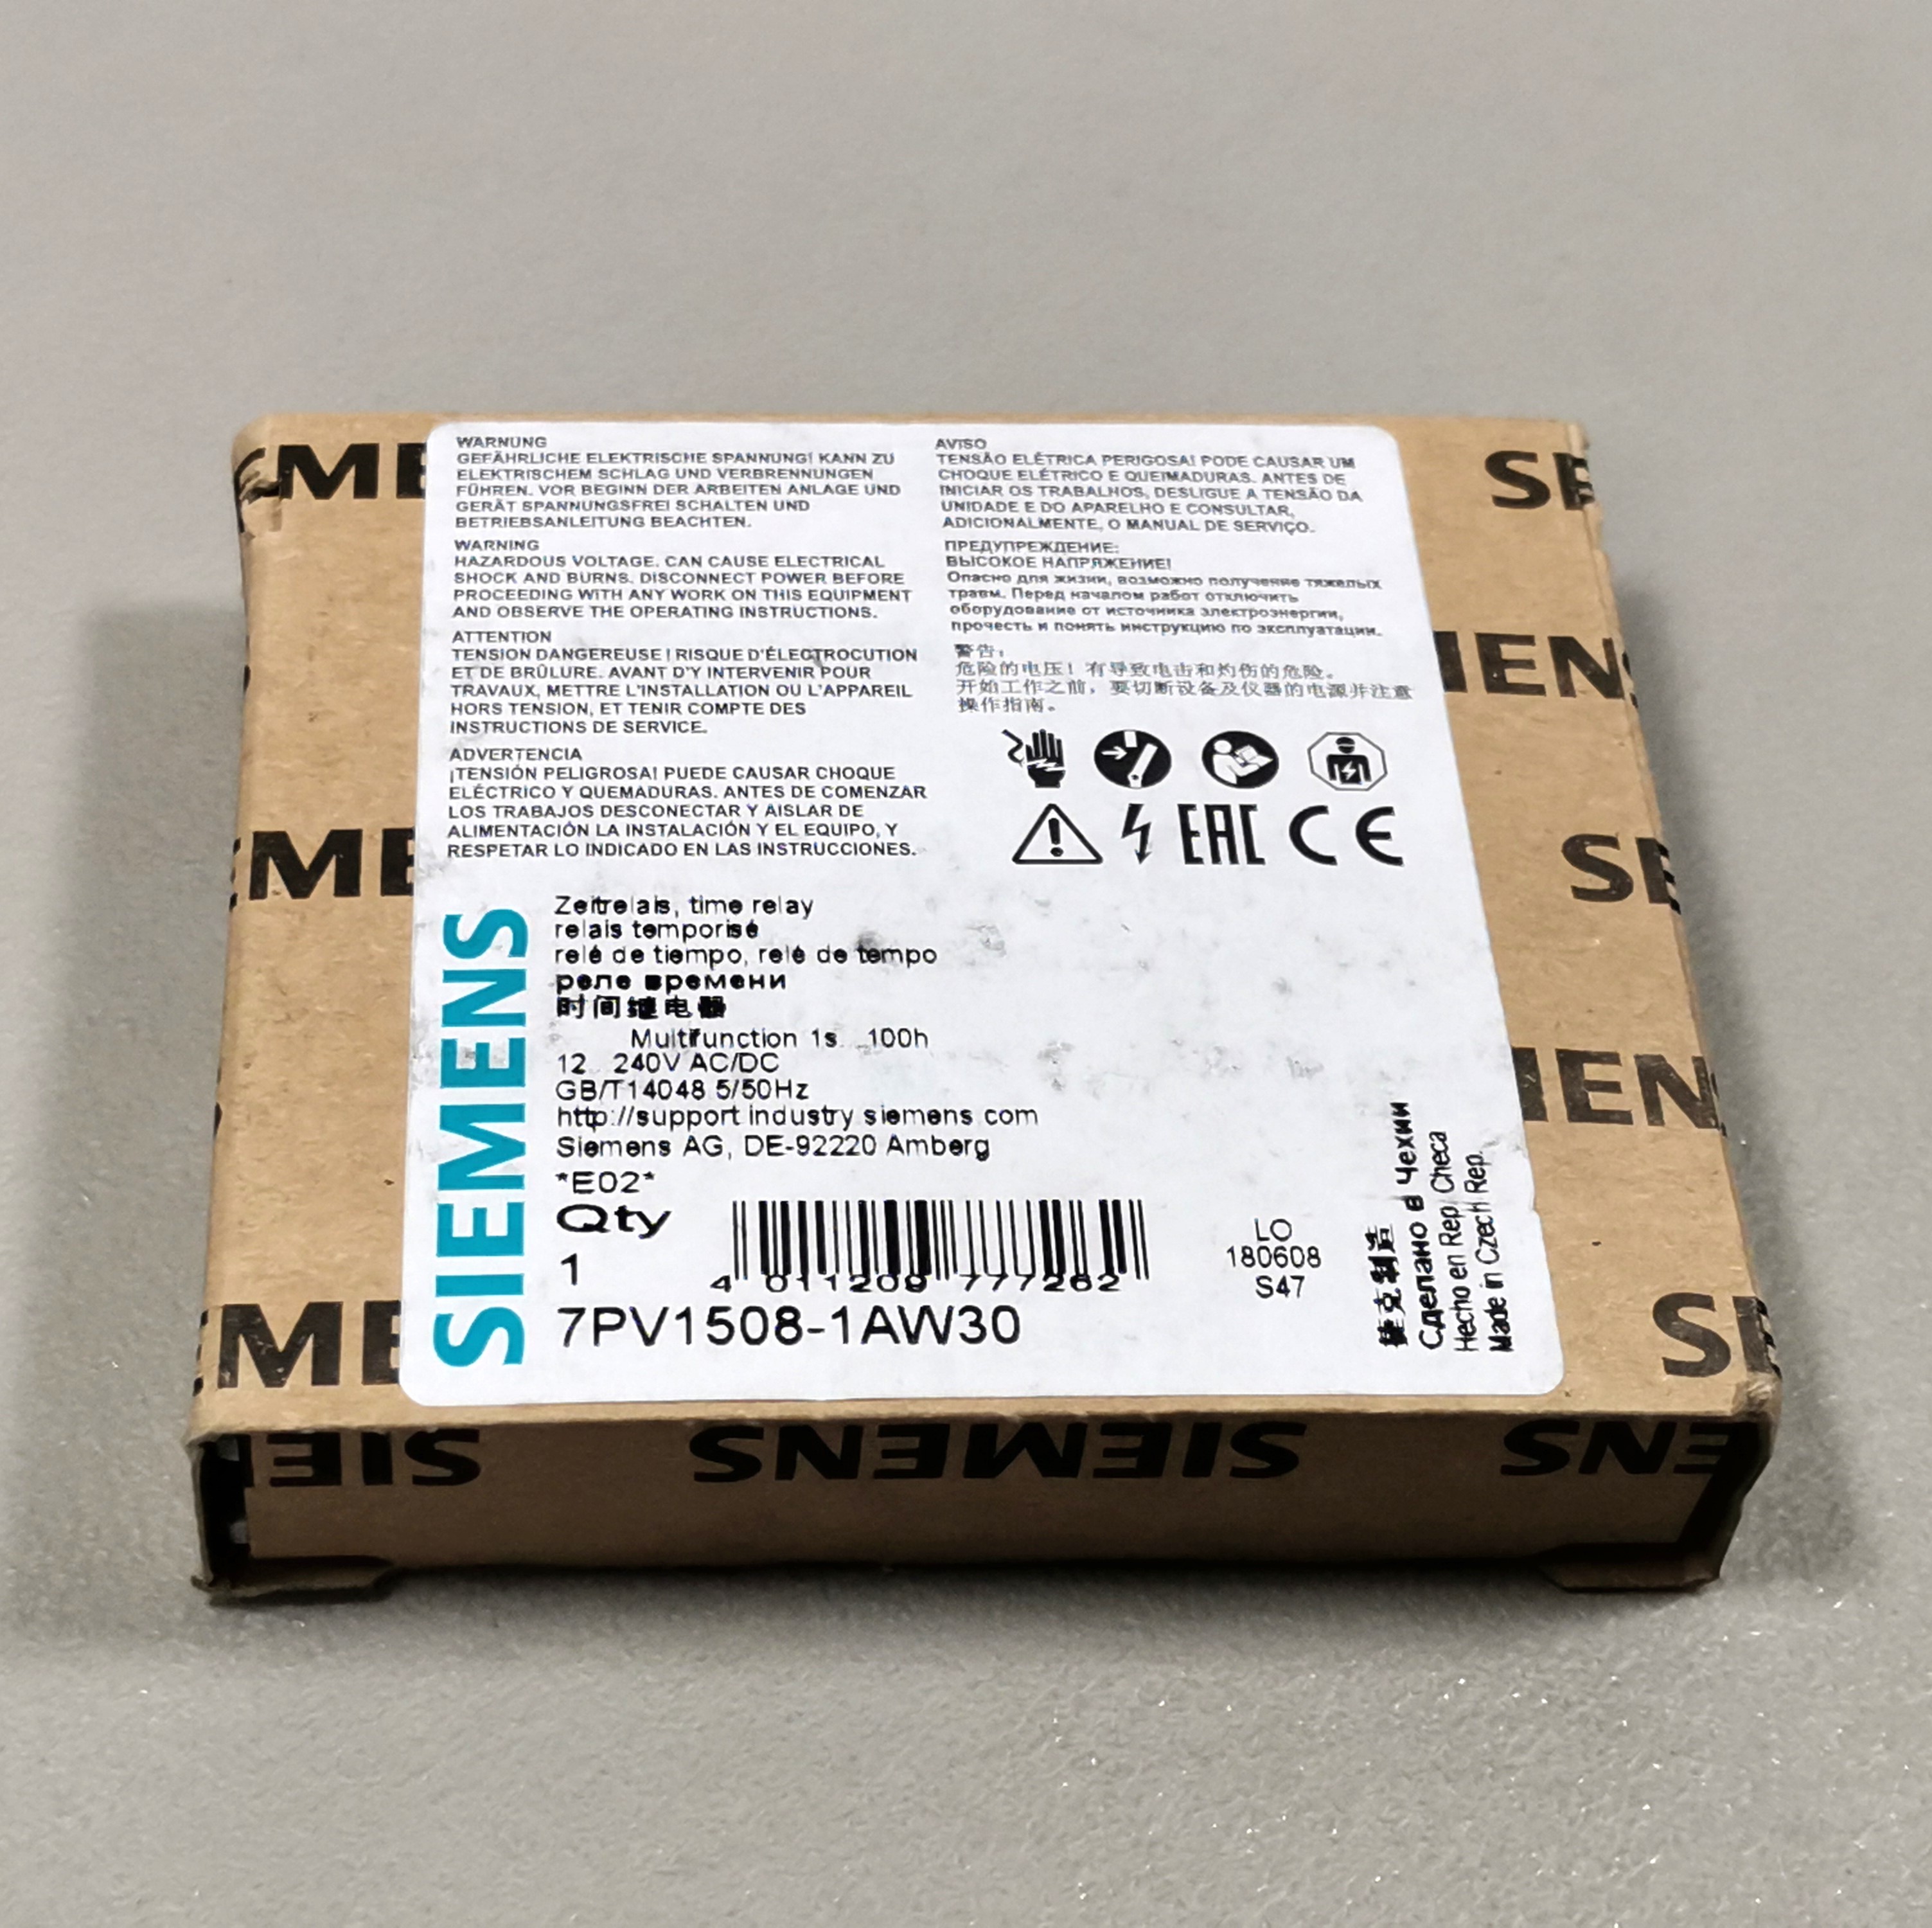 WARNUNG
GEFÄHRLICHE ELEKTRISCHE SPANNUNG! KANN ZU
ELEKTRISCHEM SCHLAG UND VERBRENNUNGEN
FÜHREN. VOR BEGINN DER ARBEITEN ANLAGE UND
GERÄT SPANNUNGSFREI SCHALTEN UND
BETRIEBSANLEITUNG BEACHTEN.
WARNING
HAZARDOUS VOLTAGE. CAN CAUSE ELECTRICAL
SHOCK AND BURNS. DISCONNECT POWER BEFORE
PROCEEDING WITH ANY WORK ON THIS EQUIPMENT
AND OBSERVE THE OPERATING INSTRUCTIONS.
ATTENTION
TENSION DANGEREUSE ! RISQUE D'ÉLECTROCUTION
ET DE BRÛLURE. AVANT D'Y INTERVENIR POUR
TRAVAUX, METTRE L'INSTALLATION OU L'APPAREIL
HORS TENSION, ET TENIR COMPTE DES
INSTRUCTIONS DE SERVICE.
ADVERTENCIA
¡TENSIÓN PELIGROSA! PUEDE CAUSAR CHOQUE
ELÉCTRICO Y QUEMADURAS. ANTES DE COMENZAR
LOS TRABAJOS DESCONECTAR Y AISLAR DE
ALIMENTACIÓN LA INSTALACIÓN Y EL EQUIPO, Y
RESPETAR LO INDICADO EN LAS INSTRUCCIONES.
AVISO
TENSÃO ELÉTRICA PERIGOSA! PODE CAUSAR UM
CHOQUE ELÉTRICO E QUEIMADURAS. ANTES DE
INICIAR OS TRABALHOS, DESLIGUE A TENSÃO DA
UNIDADE E DO APARELHO E CONSULTAR,
ADICIONALMENTE, O MANUAL DE SERVIÇO.
ПРЕДУПРЕЖДЕНИЕ:
ВЫСОКОЕ НАПРЯЖЕНИЕ!
Опасно для жизни, возможно получение тяжелых
травм. Перед началом работ отключить
оборудование от источника электроэнергии,
прочесть и понять инструкцию по эксплуатации.
警告：
危险的电压！有导致电击和灼伤的危险。
开始工作之前，要切断设备及仪器的电源并注意
操作指南。
EAC CE
SIEMENS
Zeitrelais, time relay
relais temporisé
relé de tiempo, relé de tempo
реле времени
时间继电器
Multifunction 1s...100h
12...240V AC/DC
GB/T14048.5/50Hz
http://support.industry.siemens.com
Siemens AG, DE-92220 Amberg
*E02*
Qty
1
4 011209 777262
7PV1508-1AW30
LO
180608
S47
捷克制造
Сделано в Чехии
Hecho en Rep. Checa
Made in Czech Rep.
SIEMENS